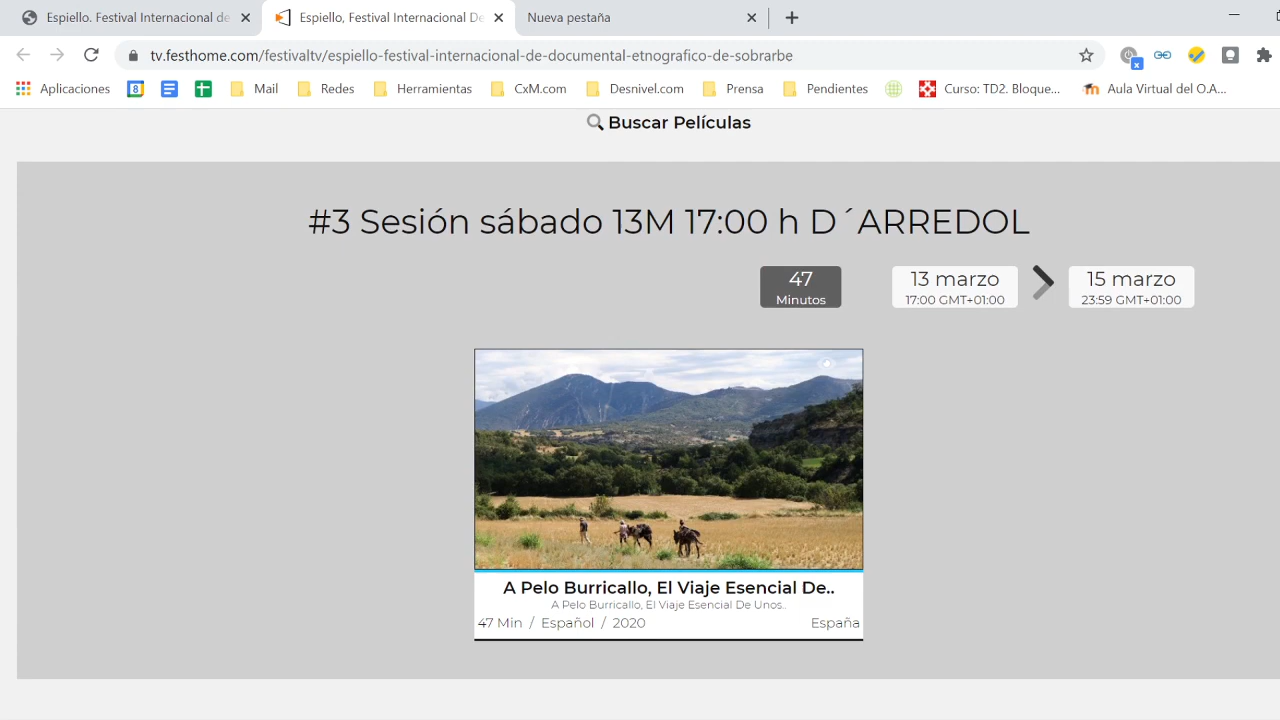 Espiello. Festival Internacional de
Espiello, Festival Internacional De
Nueva pestaña
tv.festhome.com/festivaltv/espiello-festival-internacional-de-documental-etnografico-de-sobrarbe
x
Aplicaciones
8
Mail
Redes
Herramientas
CxM.com
Desnivel.com
Prensa
Pendientes
Curso: TD2. Bloque...
Aula Virtual del O.A...
Buscar Películas
#3 Sesión sábado 13M 17:00 h D´ARREDOL
47
Minutos
13 marzo
17:00 GMT+01:00
15 marzo
23:59 GMT+01:00
A Pelo Burricallo, El Viaje Esencial De..
A Pelo Burricallo, El Viaje Esencial De Unos..
47 Min / Español / 2020
España